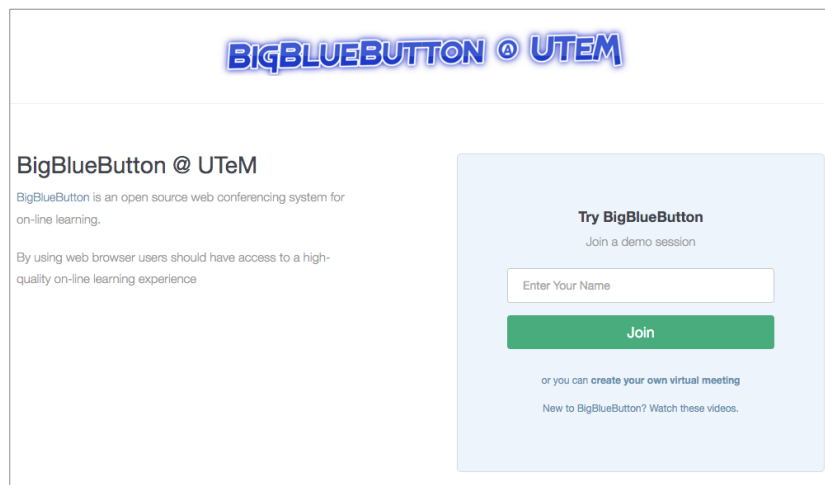 BIGBLUEBUTTON @ UTEM
BigBlueButton @ UTeM
BigBlueButton is an open source web conferencing system for
on-line learning.
By using web browser users should have access to a high-
quality on-line learning experience
Try BigBlueButton
Join a demo session
Enter Your Name
Join
or you can create your own virtual meeting
New to BigBlueButton? Watch these videos.